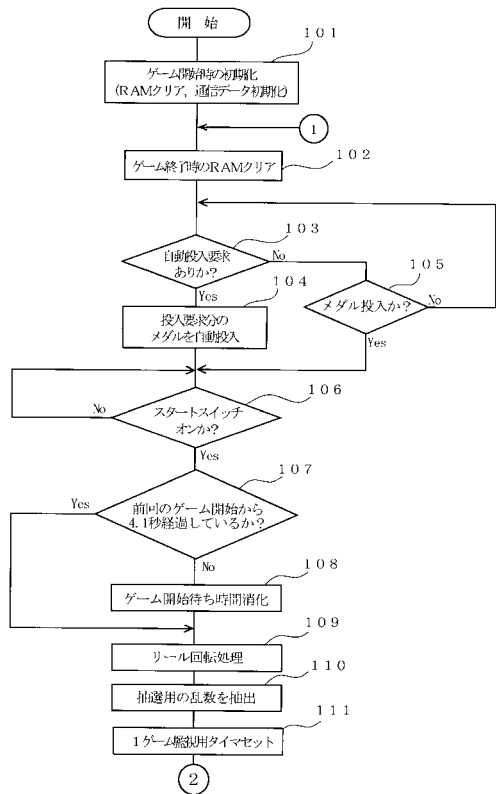 開始
101
ゲーム開始時の初期化
(RAMクリア, 通信データ初期化)
1
102
ゲーム終了時のRAMクリア
103
自動投入要求
ありか?
No
Yes
104
投入要求分の
メダルを自動投入
105
メダル投入か?
No
Yes
106
スタートスイッチ
オンか?
No
Yes
107
前回のゲーム開始から
4.1秒経過しているか?
Yes
No
108
ゲーム開始待ち時間消化
109
リール回転処理
110
抽選用の乱数を抽出
111
1ゲーム監視用タイマセット
2